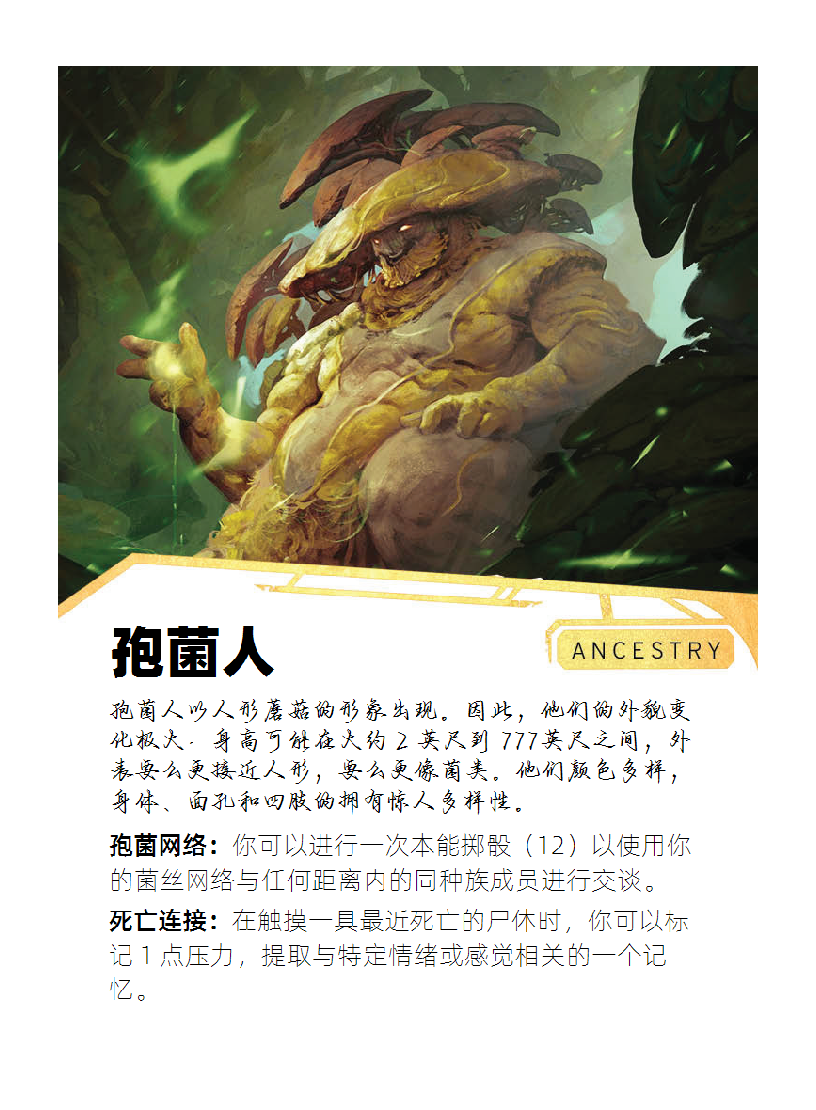 孢菌人
ANCESTRY
孢菌人以人形蘑菇的形象出现。因此，他们的外貌变
化极大. 身高可能在大约 2 英尺到 777英尺之间，外
表要么更接近人形，要么更像菌类。他们颜色多样，
身体、面孔和四肢的拥有惊人多样性。
孢菌网络：你可以进行一次本能掷骰（12）以使用你
的菌丝网络与任何距离内的同种族成员进行交谈。
死亡连接：在触摸一具最近死亡的尸休时，你可以标
记 1 点压力，提取与特定情绪或感觉相关的一个记
忆。